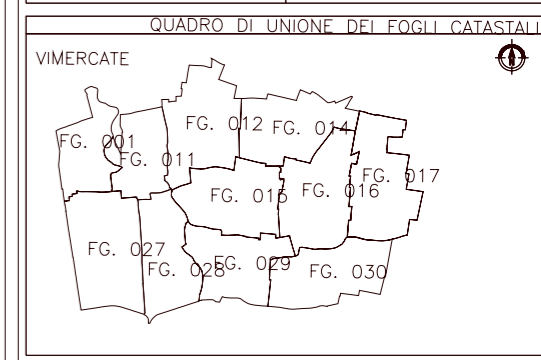 QUADRO DI UNIONE DEI FOGLI CATASTALI
VIMERCATE
FG. 001
FG. 011
FG. 012
FG. 014
FG. 015
FG. 016
FG. 017
FG. 027
FG. 028
FG. 029
FG. 030